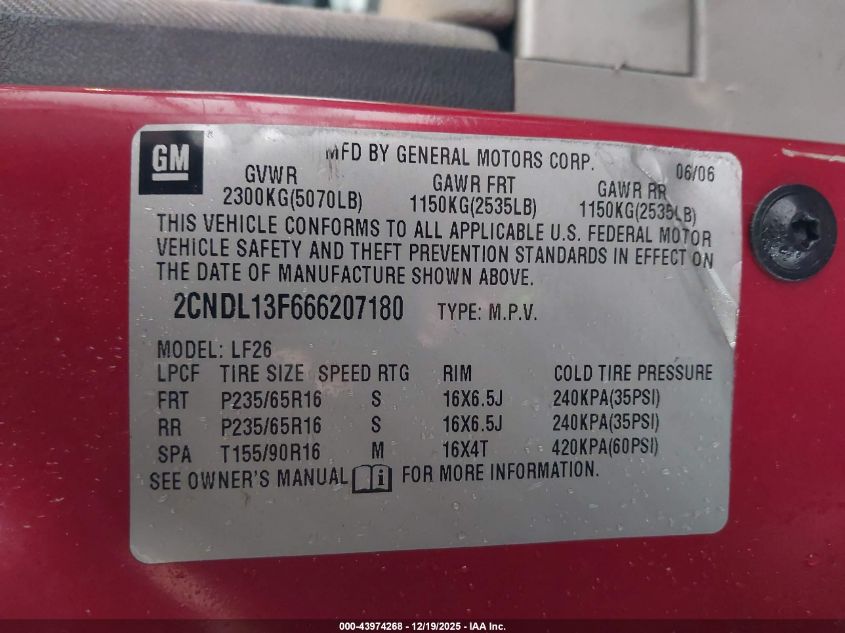 GM
MFD BY GENERAL MOTORS CORP. 06/06
GVWR GAWR FRT GAWR RR
2300KG(5070LB) 1150KG(2535LB) 1150KG(2535LB)
THIS VEHICLE CONFORMS TO ALL APPLICABLE U.S. FEDERAL MOTOR
VEHICLE SAFETY AND THEFT PREVENTION STANDARDS IN EFFECT ON
THE DATE OF MANUFACTURE SHOWN ABOVE.
2CNDL13F666207180 TYPE: M.P.V.
MODEL: LF26
LPCF TIRE SIZE SPEED RTG RIM COLD TIRE PRESSURE
FRT P235/65R16 S 16X6.5J 240KPA(35PSI)
RR P235/65R16 S 16X6.5J 240KPA(35PSI)
SPA T155/90R16 M 16X4T 420KPA(60PSI)
SEE OWNER'S MANUAL i FOR MORE INFORMATION.
000-43974268 - 12/19/2025 - IAA Inc.